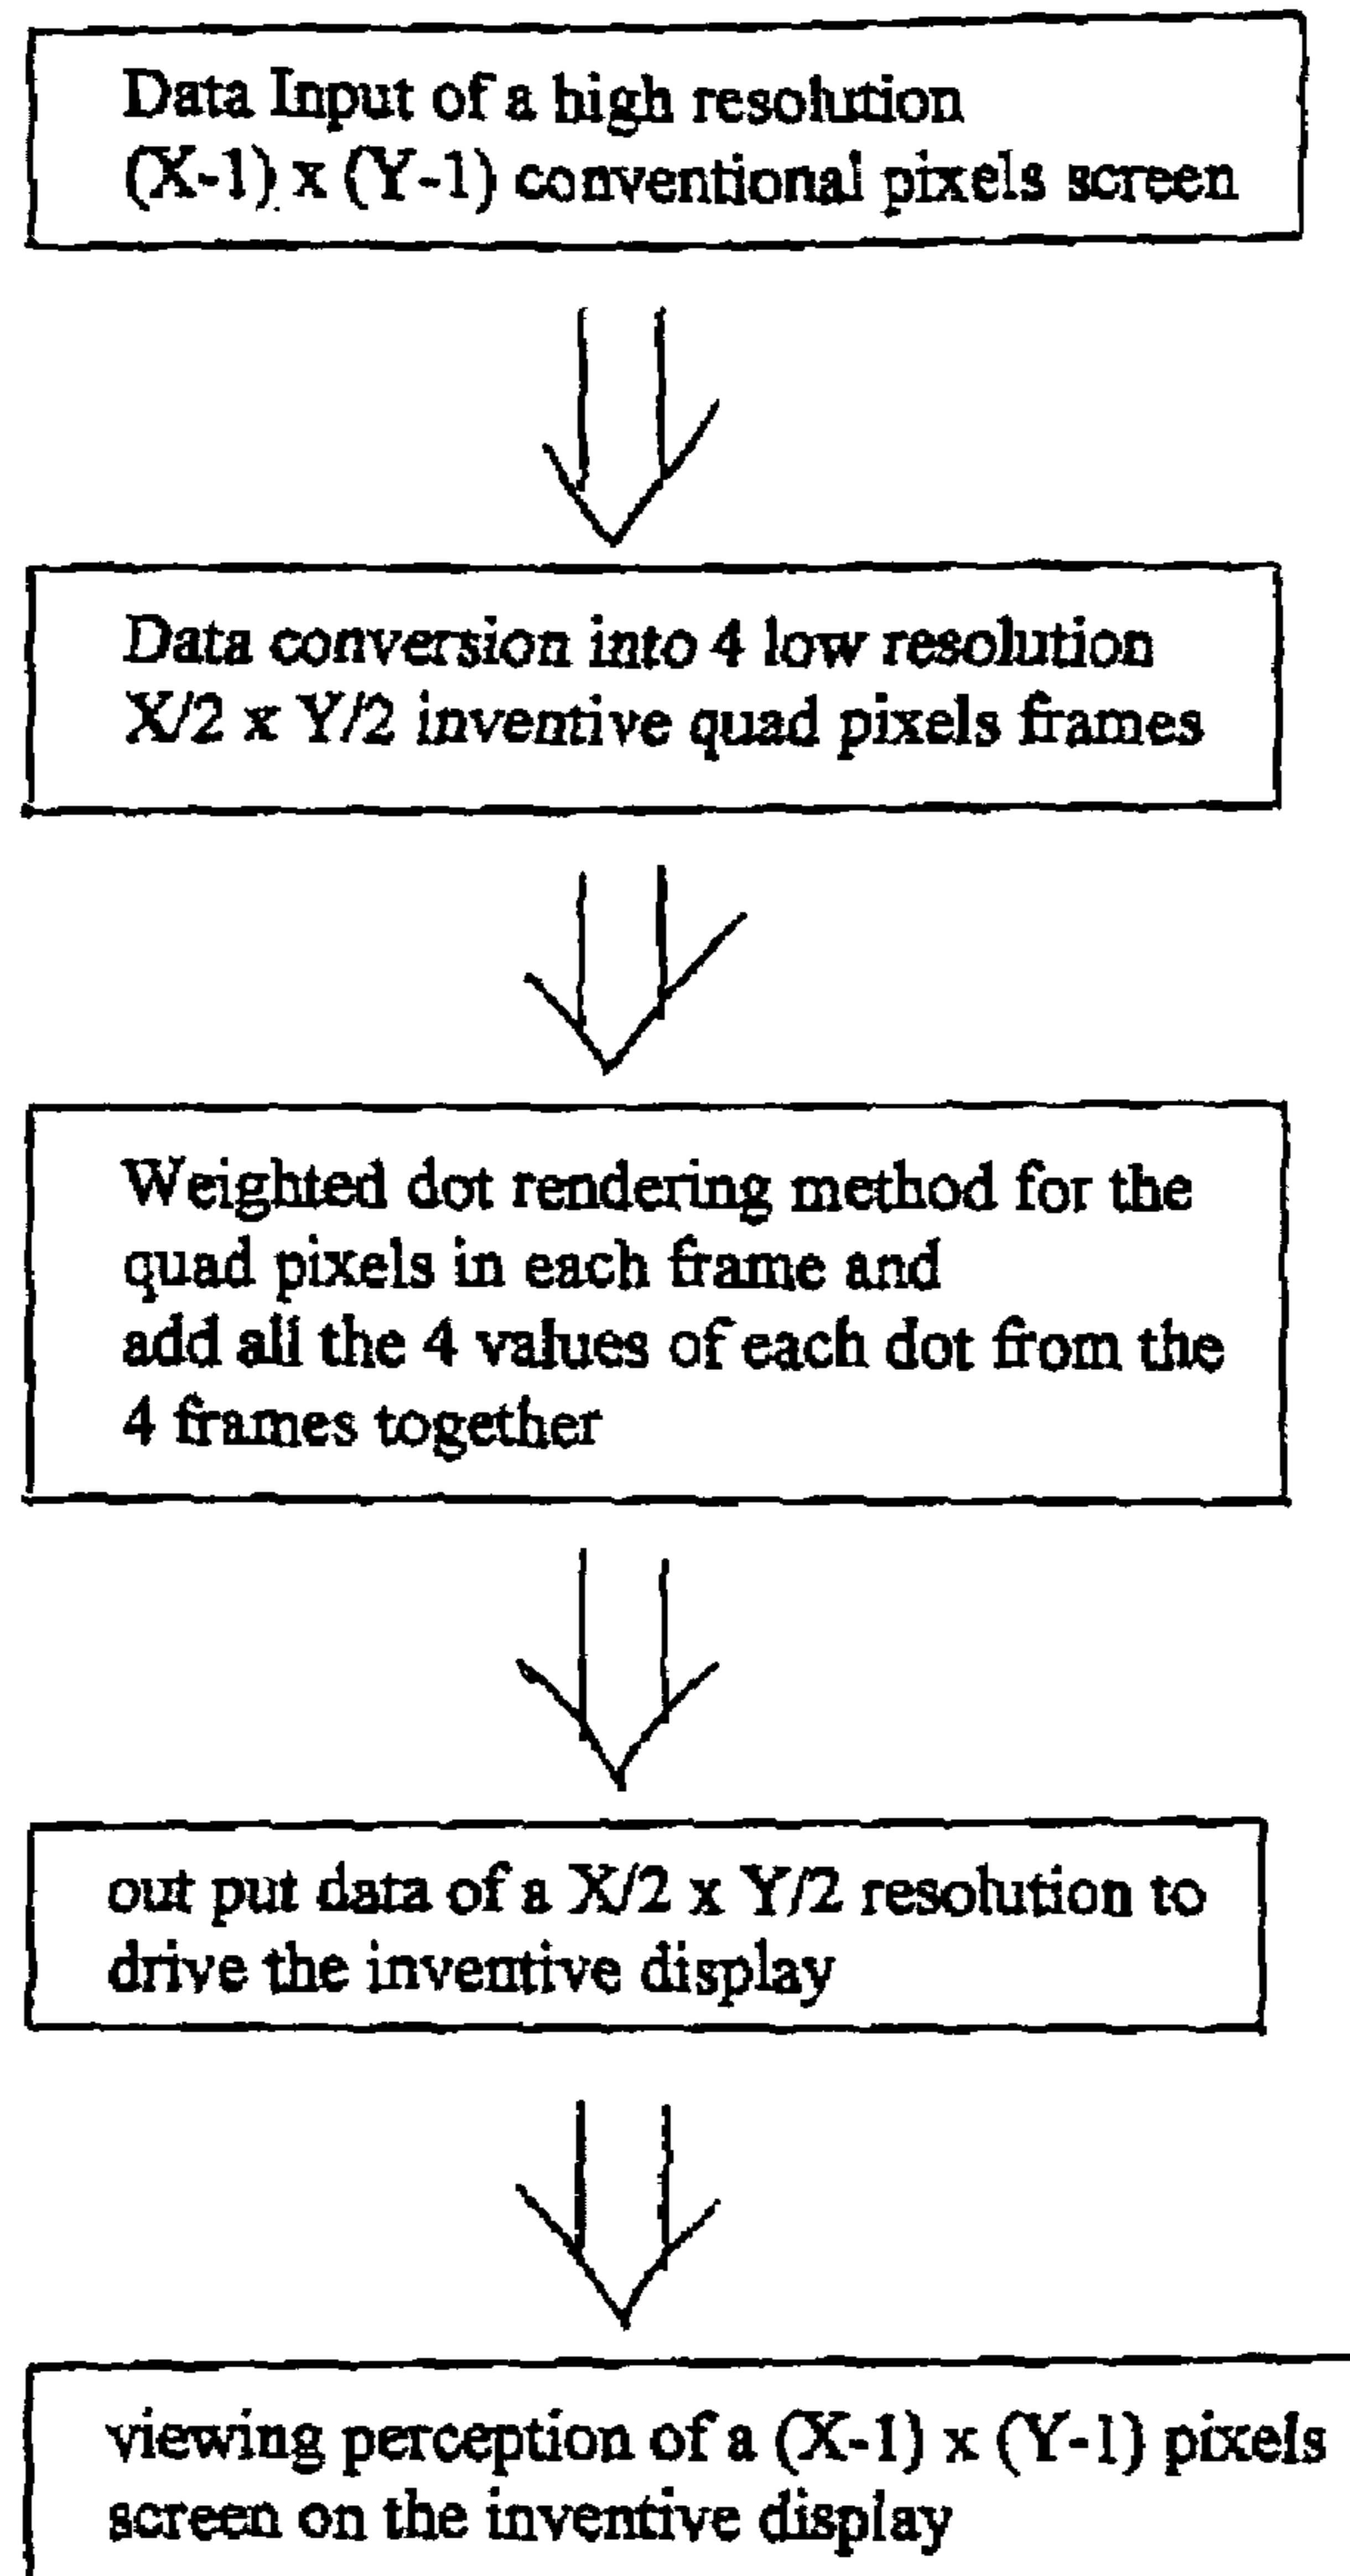 Data Input of a high resolution
(X-1) x (Y-1) conventional pixels screen
Data conversion into 4 low resolution
X/2 x Y/2 inventive quad pixels frames
Weighted dot rendering method for the
quad pixels in each frame and
add all the 4 values of each dot from the
4 frames together
out put data of a X/2 x Y/2 resolution to
drive the inventive display
viewing perception of a (X-1) x (Y-1) pixels
screen on the inventive display